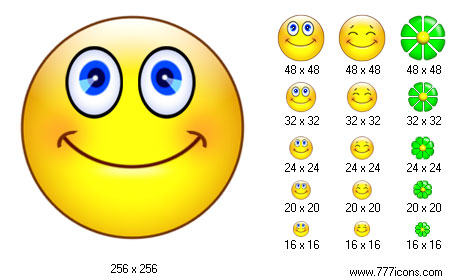 48 x 48 48 x 48 48 x 48
32 x 32 32 x 32 32 x 32
24 x 24 24 x 24 24 x 24
20 x 20 20 x 20 20 x 20
16 x 16 16 x 16 16 x 16
256 x 256
www.777icons.com